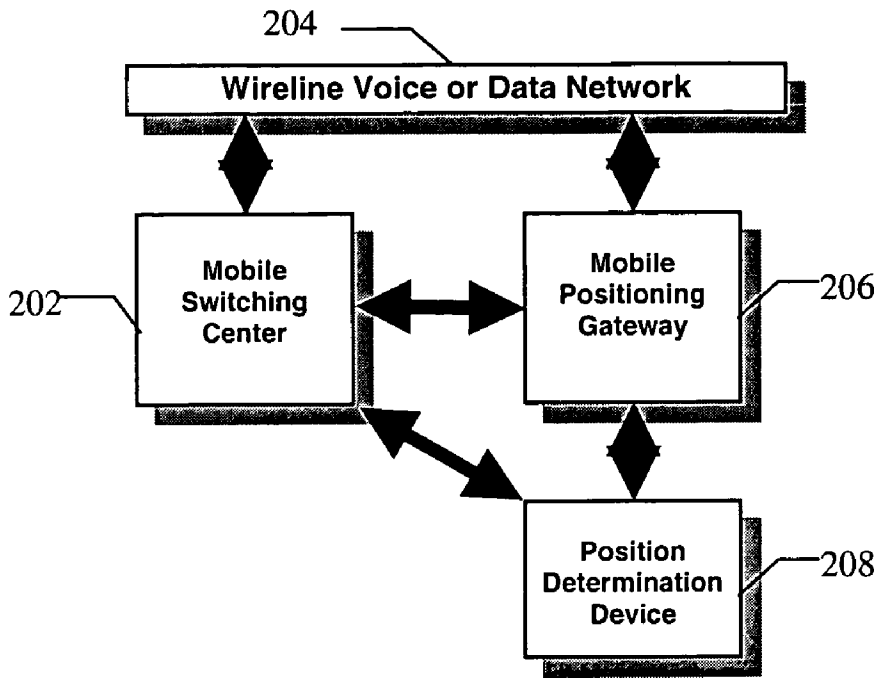 204
Wireline Voice or Data Network
Mobile
Switching
Center
202
Mobile
Positioning
Gateway
206
Position
Determination
Device
208